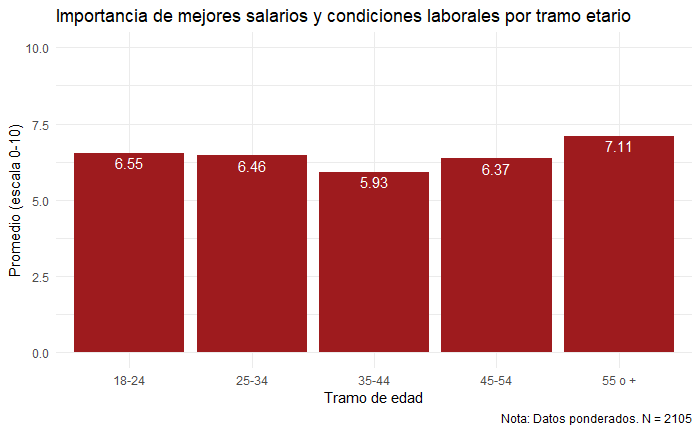 Importancia de mejores salarios y condiciones laborales por tramo etario
Promedio (escala 0-10)
10.0
7.5
5.0
2.5
0.0
6.55
6.46
5.93
6.37
7.11
18-24
25-34
35-44
45-54
55 o +
Tramo de edad
Nota: Datos ponderados. N = 2105